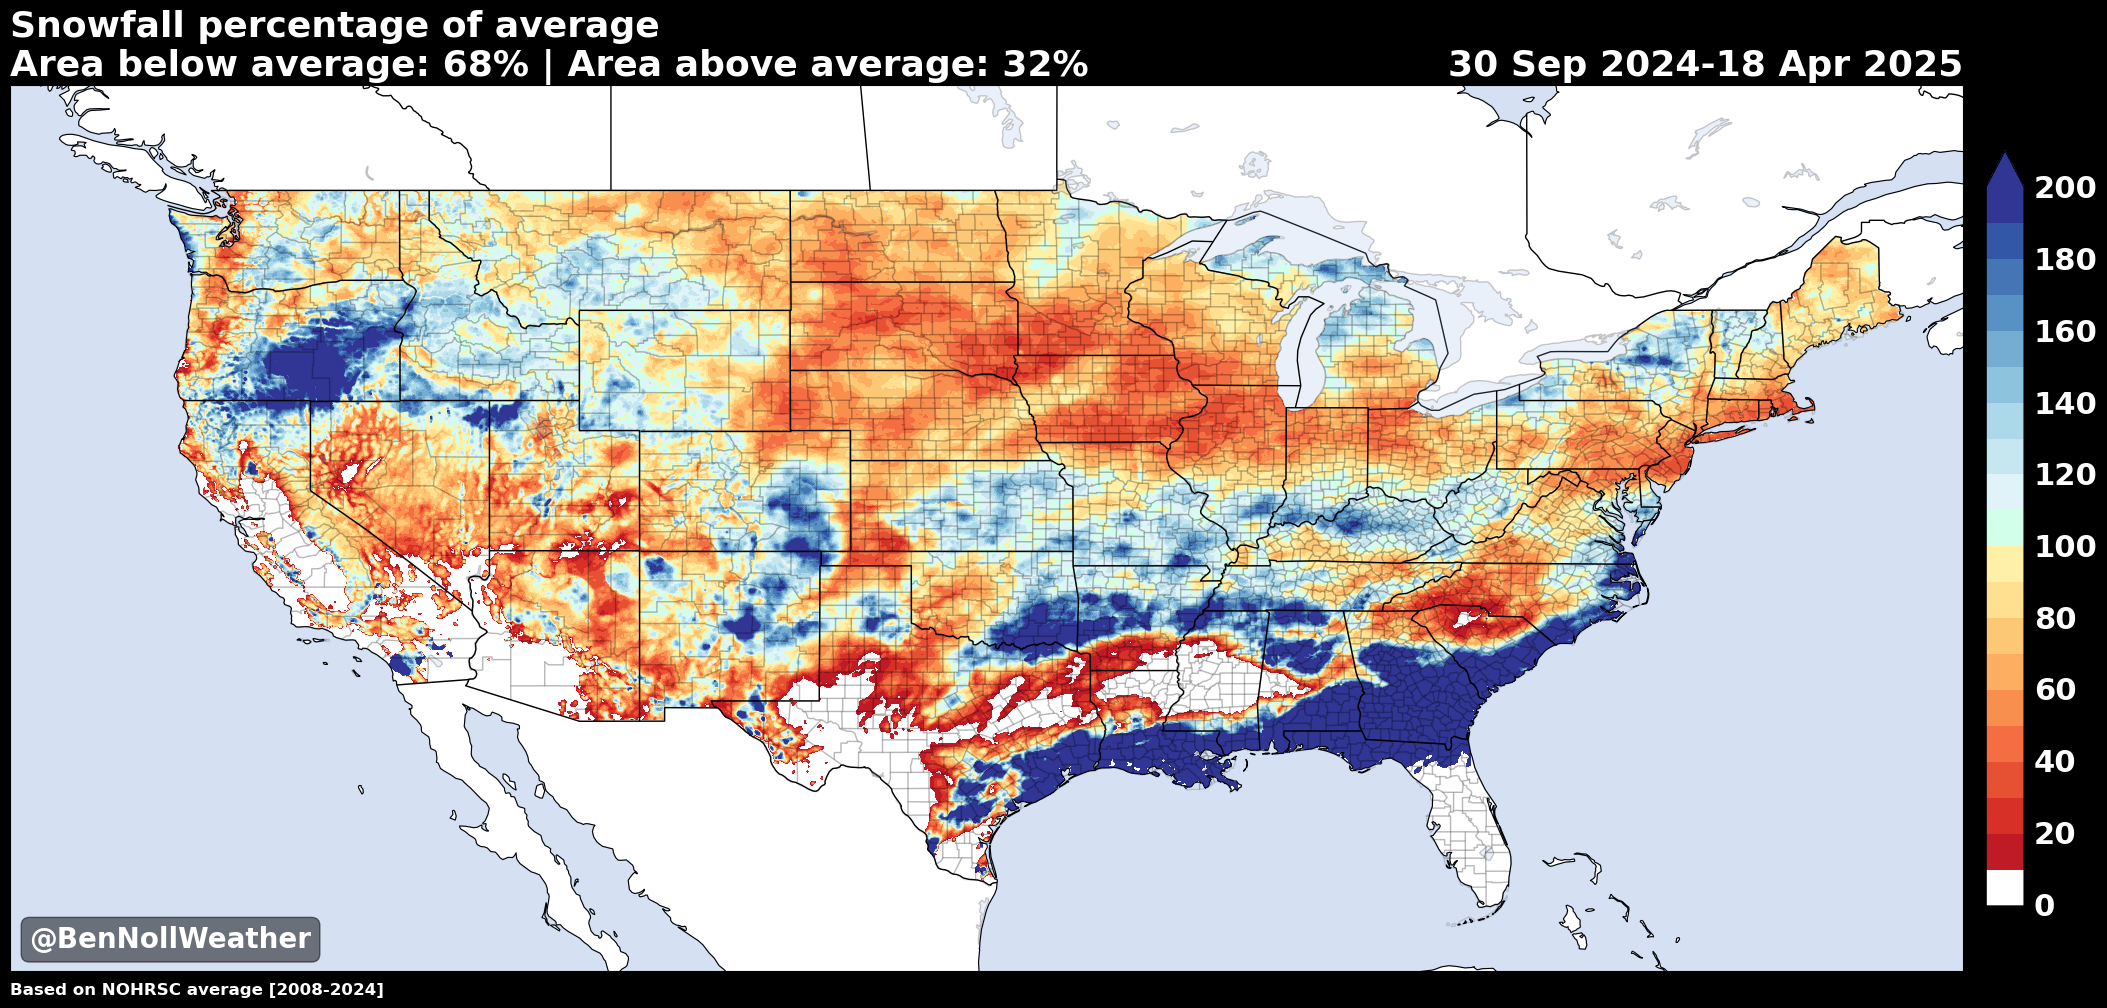 Snowfall percentage of average
Area below average: 68% | Area above average: 32%
30 Sep 2024-18 Apr 2025
200
180
160
140
120
100
80
60
40
20
0
@BenNollWeather
Based on NOHRSC average [2008-2024]